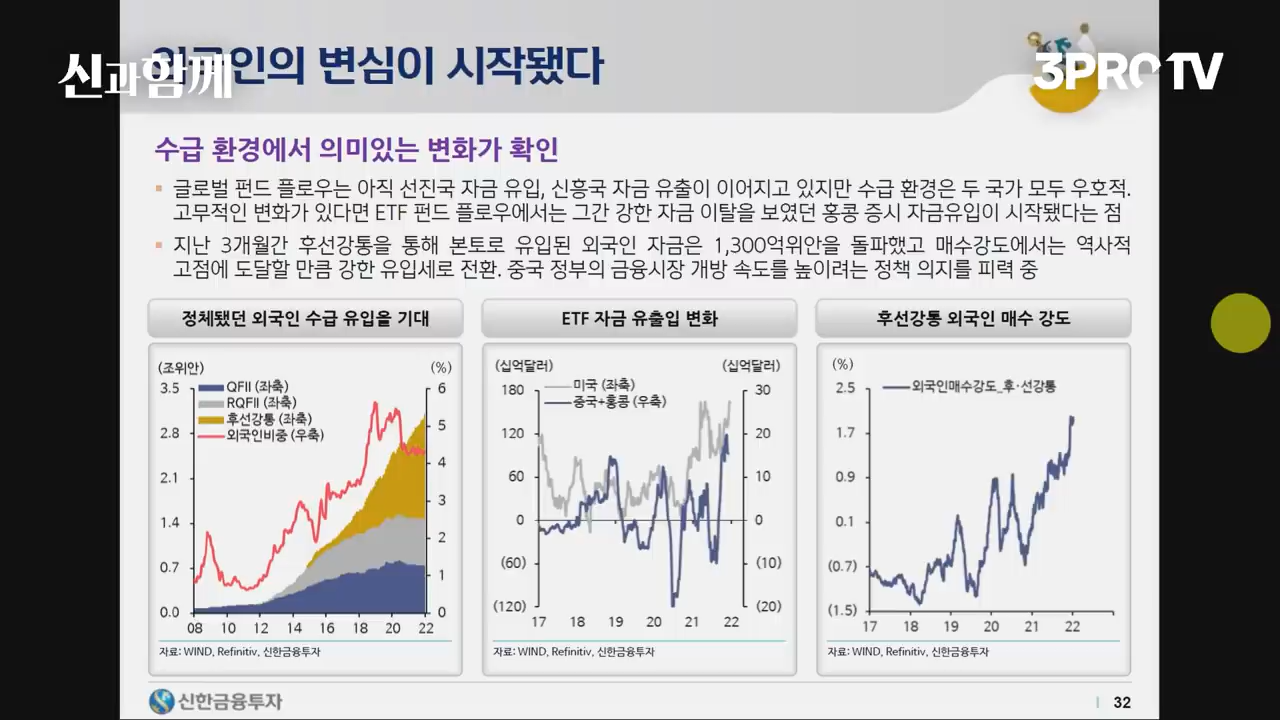 신과함께
인의 변심이 시작됐다
3PROTV
수급 환경에서 의미있는 변화가 확인
▪ 글로벌 펀드 플로우는 아직 선진국 자금 유입, 신흥국 자금 유출이 이어지고 있지만 수급 환경은 두 국가 모두 우호적.
고무적인 변화가 있다면 ETF 펀드 플로우에서는 그간 강한 자금 이탈을 보였던 홍콩 증시 자금유입이 시작됐다는 점
▪ 지난 3개월간 후선강통을 통해 본토로 유입된 외국인 자금은 1,300억위안을 돌파했고 매수강도에서는 역사적
고점에 도달할 만큼 강한 유입세로 전환. 중국 정부의 금융시장 개방 속도를 높이려는 정책 의지를 피력 중
정체됐던 외국인 수급 유입을 기대
(조위안)
(%)
QFII (좌축)
RQFII (좌축)
후선강통 (좌축)
외국인비중 (우축)
3.5
2.8
2.1
1.4
0.7
0.0
6
5
4
3
2
1
0
08 10 12 14 16 18 20 22
자료: WIND, Refinitiv, 신한금융투자
ETF 자금 유출입 변화
(십억달러)
(십억달러)
미국 (좌축)
중국+홍콩 (우축)
180
120
60
0
(60)
(120)
30
20
10
0
(10)
(20)
17 18 19 20 21 22
자료: WIND, Refinitiv, 신한금융투자
후선강통 외국인 매수 강도
(%)
외국인매수강도_후·선강통
2.5
1.7
0.9
0.1
(0.7)
(1.5)
17 18 19 20 21 22
자료: WIND, Refinitiv, 신한금융투자
신한금융투자
32